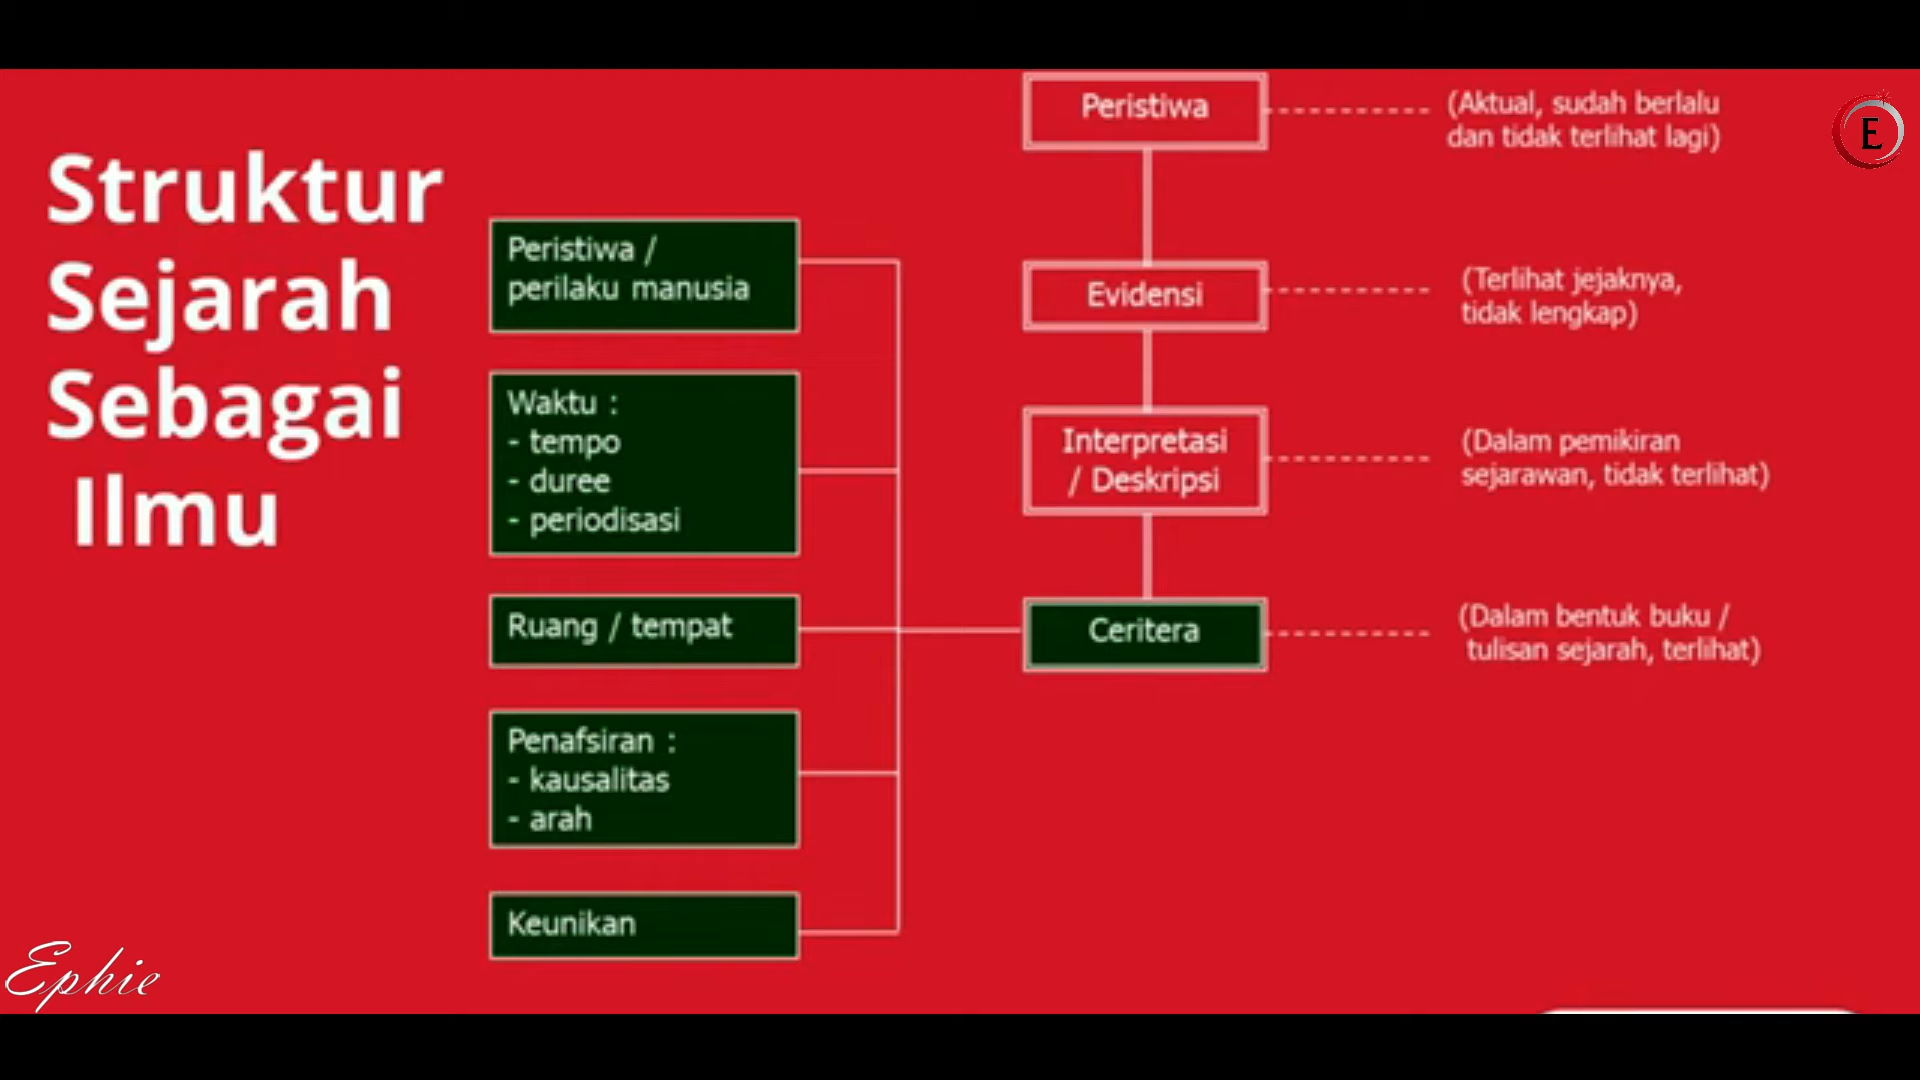 Struktur
Sejarah
Sebagai
Ilmu
Peristiwa /
perilaku manusia
Waktu :
- tempo
- duree
- periodisasi
Ruang / tempat
Penafsiran :
- kausalitas
- arah
Keunikan
Peristiwa
(Aktual, sudah berlalu
dan tidak terlihat lagi)
Evidensi
(Terlihat jejaknya,
tidak lengkap)
Interpretasi
/ Deskripsi
(Dalam pemikiran
sejarawan, tidak terlihat)
Ceritera
(Dalam bentuk buku /
tulisan sejarah, terlihat)
E
Ephie